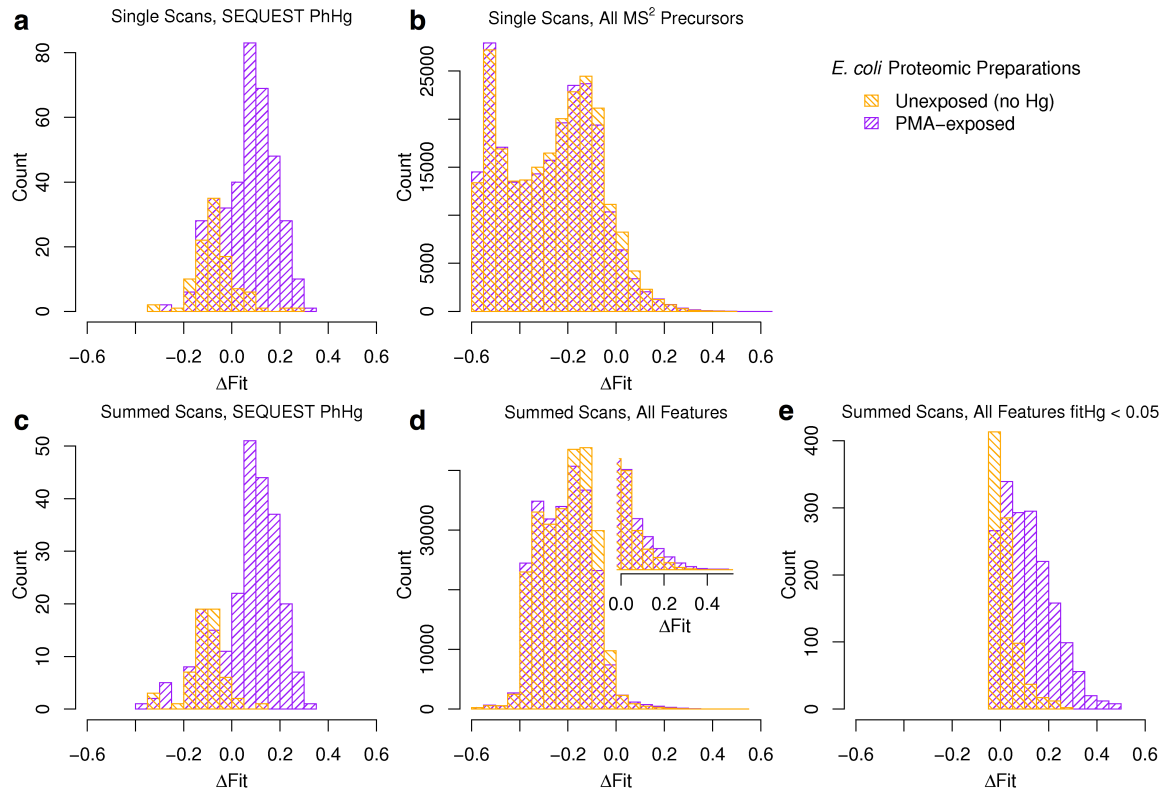 a
Single Scans, SEQUEST PhHg
Count
0
20
40
60
80
−0.6
−0.2
0.0
0.2
0.4
0.6
ΔFit
b
Single Scans, All MS² Precursors
Count
0
5000
15000
25000
−0.6
−0.2
0.0
0.2
0.4
0.6
ΔFit
E. coli Proteomic Preparations
Unexposed (no Hg)
PMA−exposed
c
Summed Scans, SEQUEST PhHg
Count
0
10
20
30
40
50
−0.6
−0.2
0.0
0.2
0.4
0.6
ΔFit
d
Summed Scans, All Features
Count
0
10000
30000
−0.6
−0.2
0.0
0.2
0.4
0.6
ΔFit
0.0
0.2
0.4
ΔFit
e
Summed Scans, All Features fitHg < 0.05
Count
0
100
200
300
400
−0.6
−0.2
0.0
0.2
0.4
0.6
ΔFit